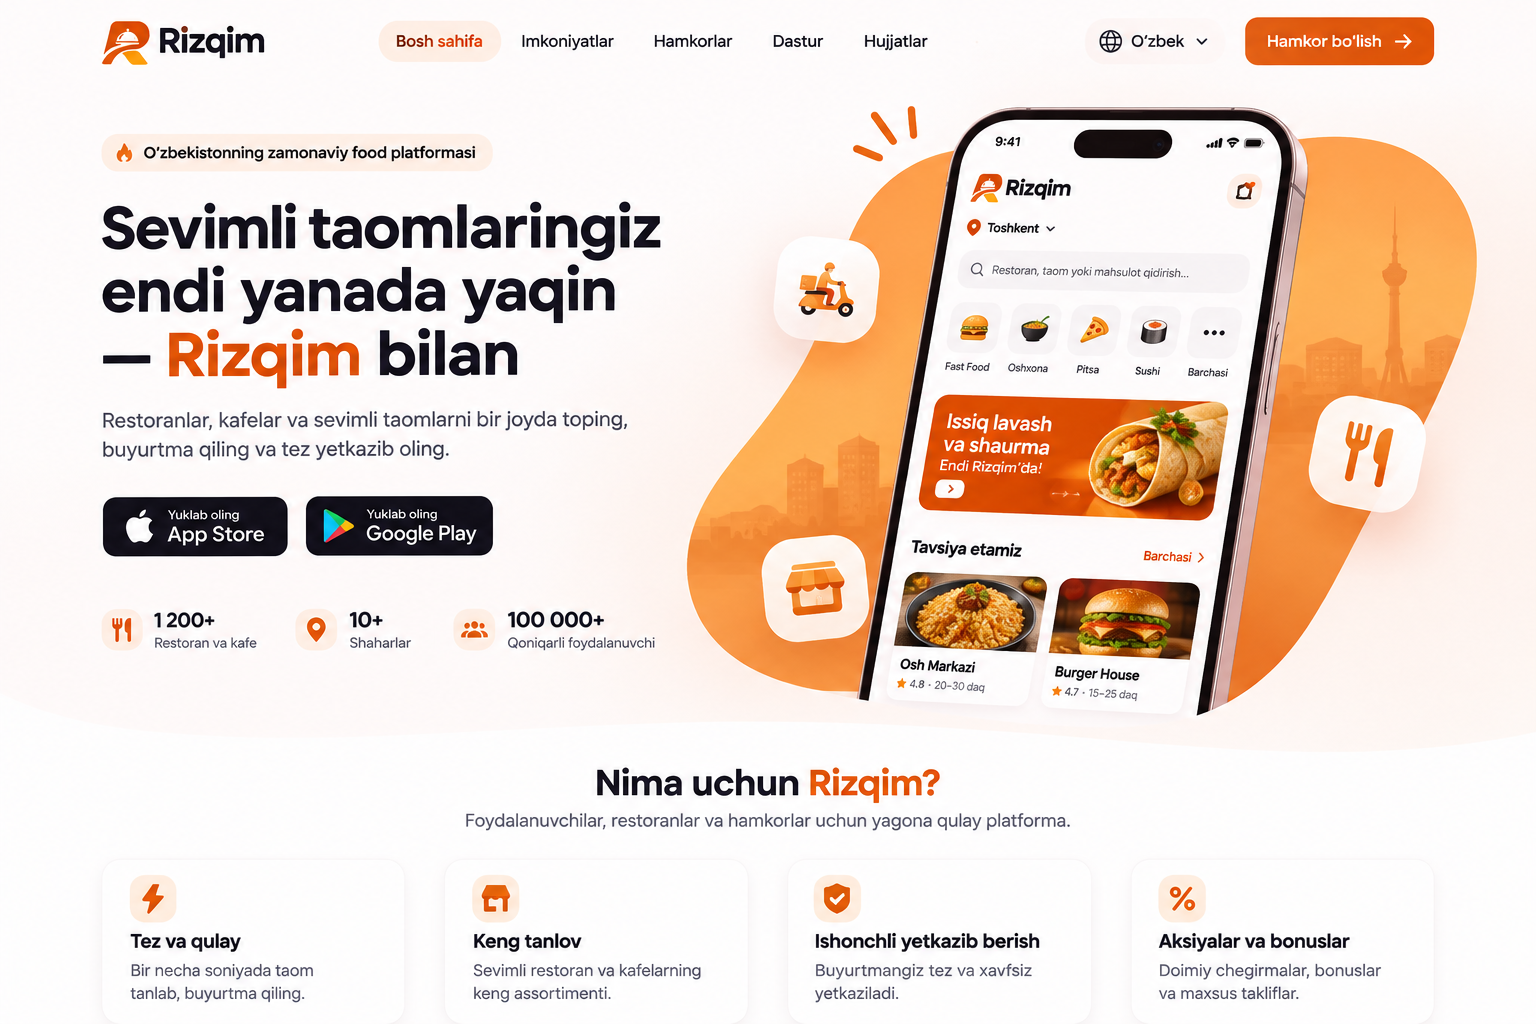 Rizqim
Bosh sahifa
Imkoniyatlar
Hamkorlar
Dastur
Hujjatlar
O‘zbek
Hamkor bo‘lish
O‘zbekistonning zamonaviy food platformasi
Sevimli taomlaringiz
endi yanada yaqin
— Rizqim bilan
Restoranlar, kafelar va sevimli taomlarni bir joyda toping,
buyurtma qiling va tez yetkazib oling.
Yuklab oling
App Store
Yuklab oling
Google Play
1 200+
Restoran va kafe
10+
Shaharlar
100 000+
Qoniqarli foydalanuvchi
9:41
Rizqim
Toshkent
Restoran, taom yoki mahsulot qidirish...
Fast Food
Oshxona
Pitsa
Sushi
Barchasi
Issiq lavash
va shaurma
Endi Rizqim‘da!
Tavsiya etamiz
Barchasi
Osh Markazi
4.8 · 20–30 daq
Burger House
4.7 · 15–25 daq
Nima uchun Rizqim?
Foydalanuvchilar, restoranlar va hamkorlar uchun yagona qulay platforma.
Tez va qulay
Bir necha soniyada taom
tanlab, buyurtma qiling.
Keng tanlov
Sevimli restoran va kafelarning
keng assortimenti.
Ishonchli yetkazib berish
Buyurtmangiz tez va xavfsiz
yetkaziladi.
Aksiyalar va bonuslar
Doimiy chegirmalar, bonuslar
va maxsus takliflar.